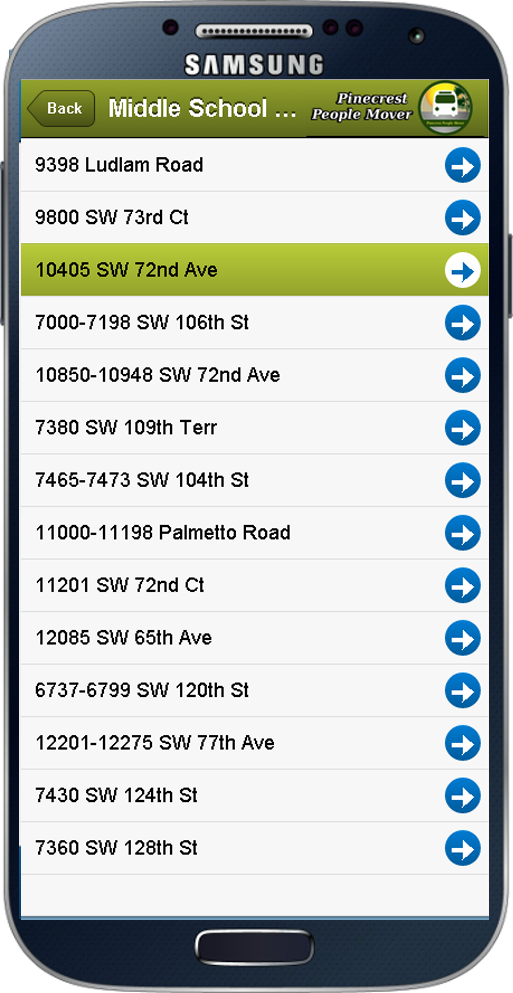 SAMSUNG
Back
Middle School ...
Pinecrest
People Mover
9398 Ludlam Road
9800 SW 73rd Ct
10405 SW 72nd Ave
7000-7198 SW 106th St
10850-10948 SW 72nd Ave
7380 SW 109th Terr
7465-7473 SW 104th St
11000-11198 Palmetto Road
11201 SW 72nd Ct
12085 SW 65th Ave
6737-6799 SW 120th St
12201-12275 SW 77th Ave
7430 SW 124th St
7360 SW 128th St